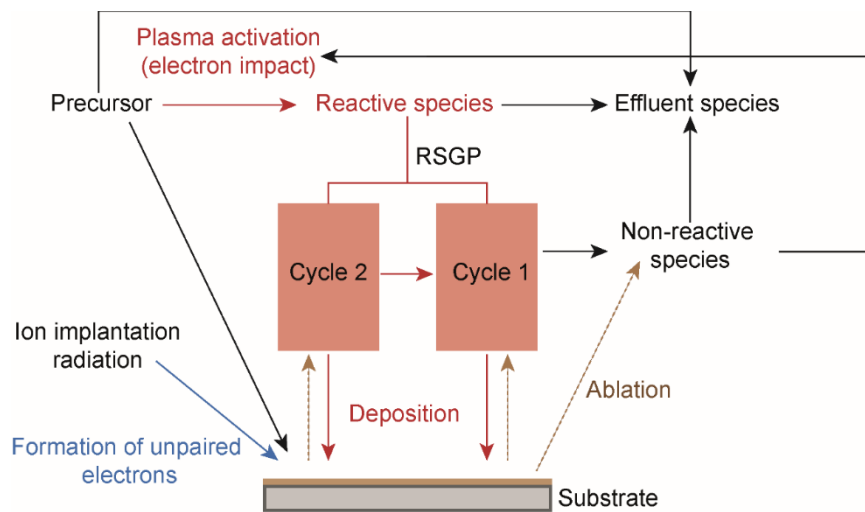 Plasma activation
(electron impact)
Precursor
Reactive species
Effluent species
RSGP
Non-reactive
species
Cycle 2
Cycle 1
Ion implantation
radiation
Ablation
Deposition
Formation of unpaired
electrons
Substrate